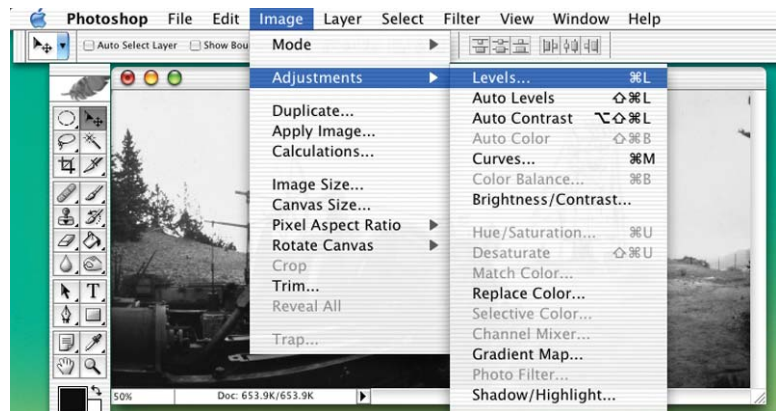 Photoshop File Edit Image Layer Select Filter View Window Help
Auto Select Layer Show Bou
Mode
Adjustments
Duplicate...
Apply Image...
Calculations...
Image Size...
Canvas Size...
Pixel Aspect Ratio
Rotate Canvas
Crop
Trim...
Reveal All
Trap...
Levels... ⌘L
Auto Levels ⇧⌘L
Auto Contrast ⌥⇧⌘L
Auto Color ⇧⌘B
Curves... ⌘M
Color Balance... ⌘B
Brightness/Contrast...
Hue/Saturation... ⌘U
Desaturate ⇧⌘U
Match Color...
Replace Color...
Selective Color...
Channel Mixer...
Gradient Map...
Photo Filter...
Shadow/Highlight...
T
50% Doc: 653.9K/653.9K